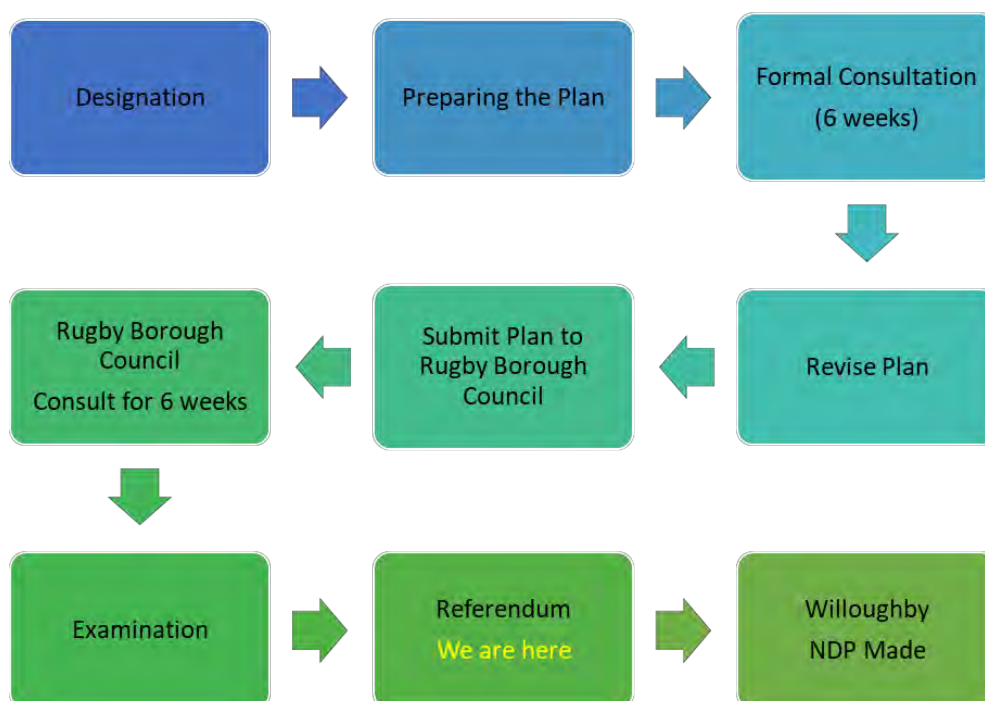 Designation
Preparing the Plan
Formal Consultation
(6 weeks)
Revise Plan
Submit Plan to
Rugby Borough
Council
Rugby Borough
Council
Consult for 6 weeks
Examination
Referendum
We are here
Willoughby
NDP Made